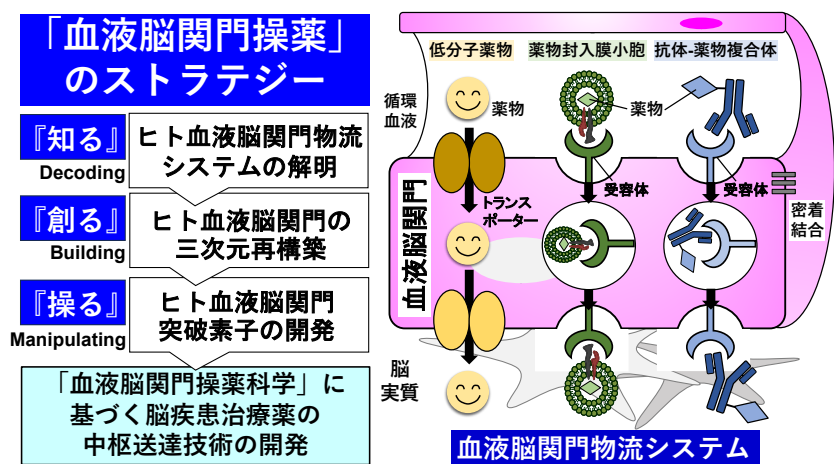 「血液脳関門操薬」
のストラテジー
『知る』
Decoding
ヒト血液脳関門物流
システムの解明
『創る』
Building
ヒト血液脳関門の
三次元再構築
『操る』
Manipulating
ヒト血液脳関門
突破素子の開発
「血液脳関門操薬科学」に
基づく脳疾患治療薬の
中枢送達技術の開発
低分子薬物
薬物封入膜小胞
抗体-薬物複合体
循環
血液
薬物
薬物
血液脳関門
トランス
ポーター
受容体
受容体
密着
結合
脳
実質
血液脳関門物流システム